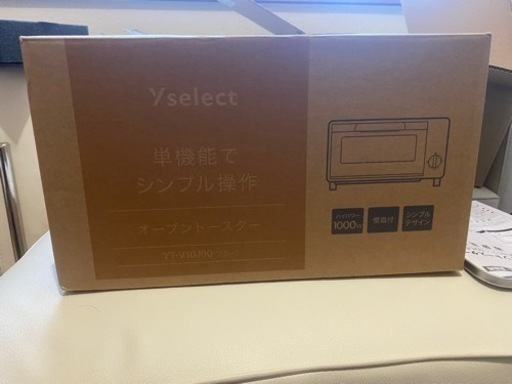 Yselect
単機能で
シンプル操作
オーブントースター
ハイパワー
1000W
受皿付
シンプル
デザイン